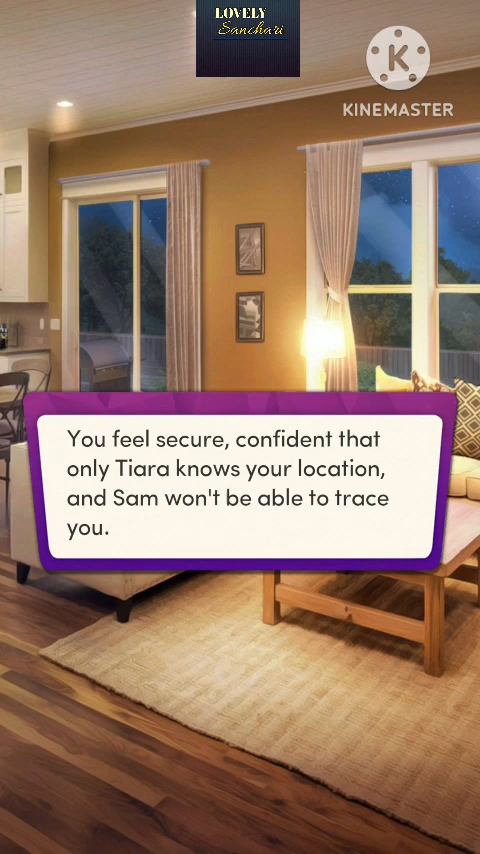 LOVELY
Sanchari
K
KINEMASTER
You feel secure, confident that
only Tiara knows your location,
and Sam won't be able to trace
you.